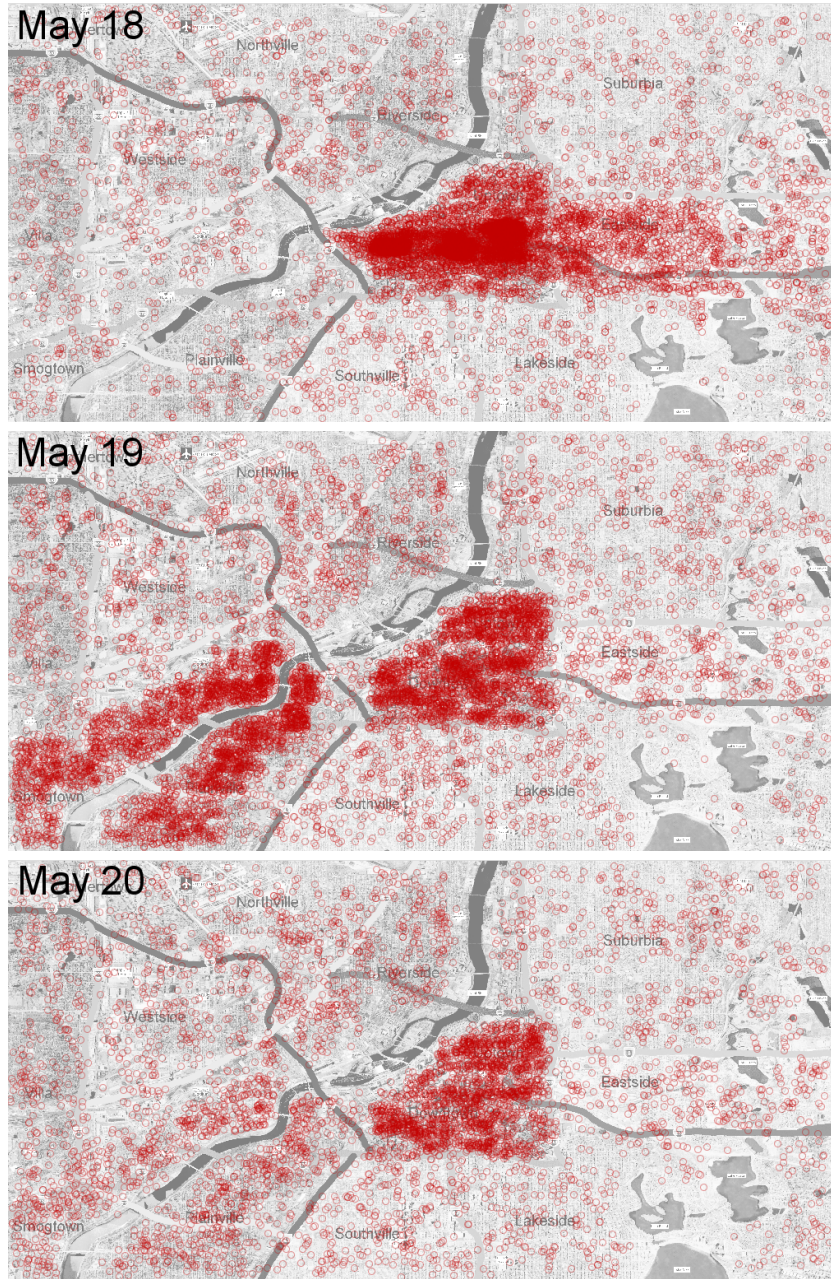 May 18
Northville
Suburbia
Riverside
Westside
Villa
Eastside
Smogtown
Plainville
Southville
Lakeside
May 19
Northville
Riverside
Suburbia
Westside
Villa
Eastside
Smogtown
Southville
Lakeside
May 20
Northville
Suburbia
Riverside
Westside
Villa
Eastside
Downtown
Plainville
Smogtown
Southville
Lakeside